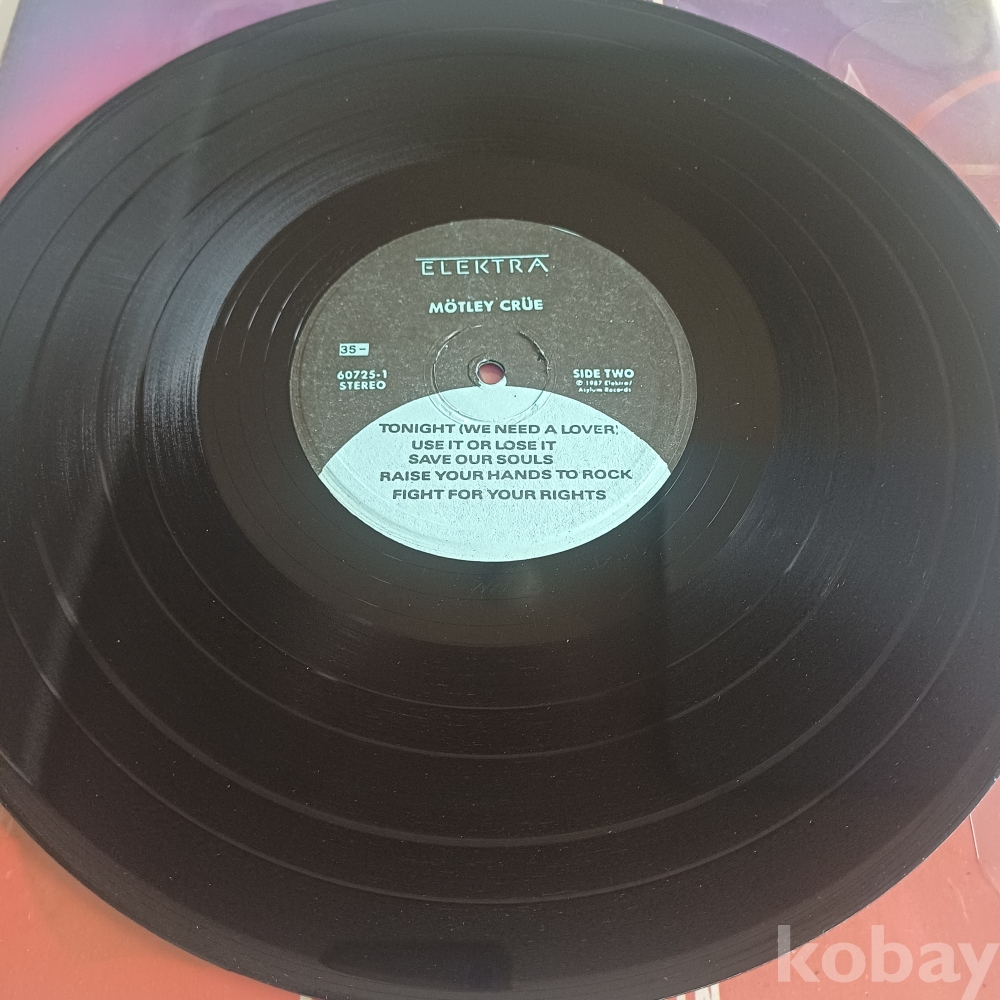 ELEKTRA
MÖTLEY CRÜE
35-
60725-1
STEREO
SIDE TWO
℗ 1987 Elektra/
Asylum Records
TONIGHT (WE NEED A LOVER)
USE IT OR LOSE IT
SAVE OUR SOULS
RAISE YOUR HANDS TO ROCK
FIGHT FOR YOUR RIGHTS
kobay